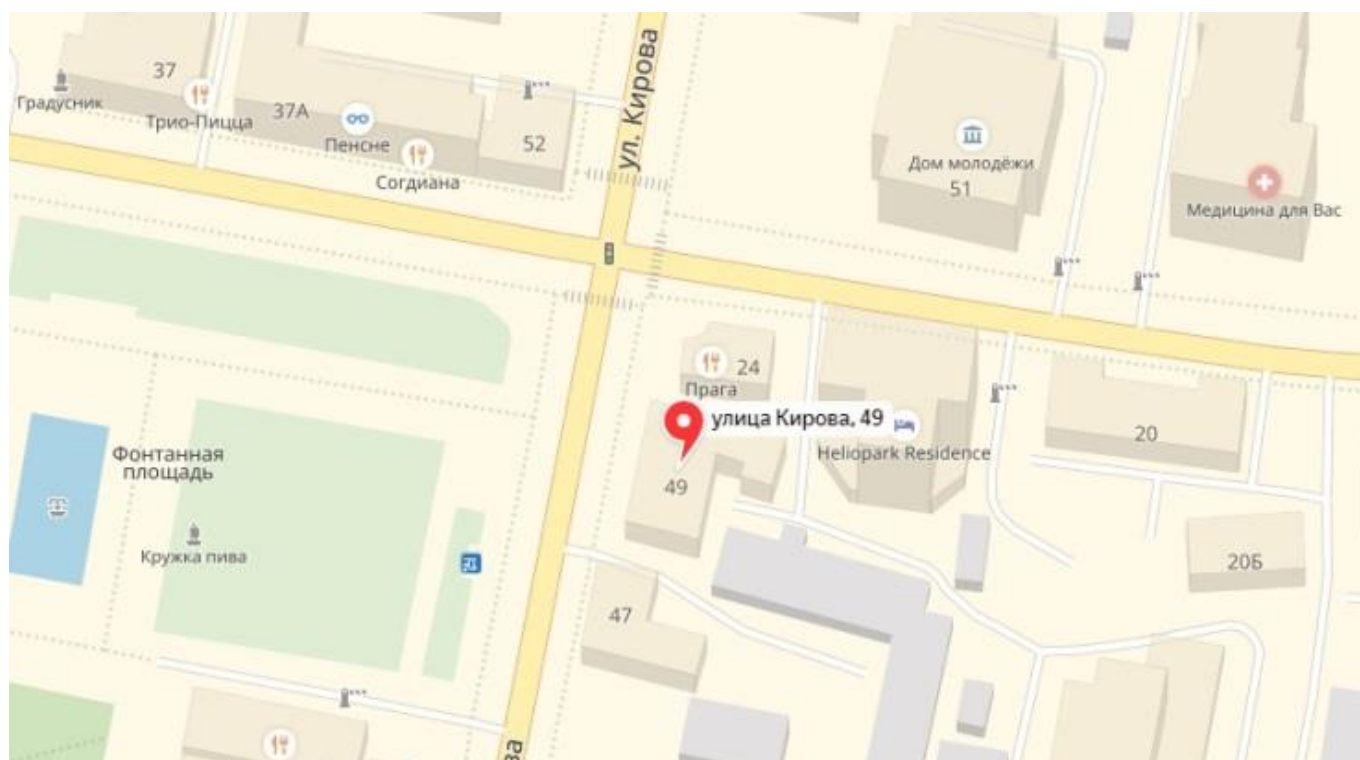 37
Градусник
Трио-Пицца
37А
Пенсне
Согдиана
52
ул. Кирова
Дом молодёжи
51
Медицина для Вас
24
Прага
улица Кирова, 49
Heliopark Residence
49
20
Фонтанная
площадь
Кружка пива
20Б
47
ва